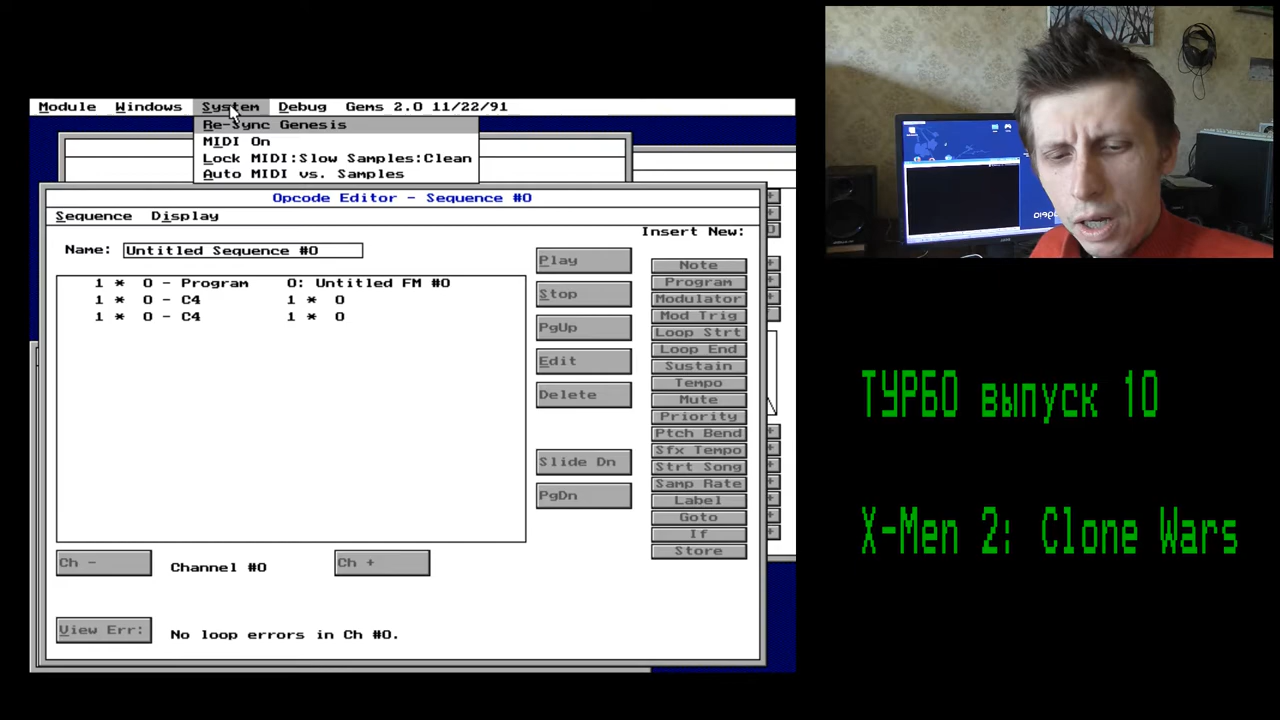 Module Windows System Debug Gems 2.0 11/22/91
Re-Sync Genesis
MIDI On
Lock MIDI:Slow Samples:Clean
Auto MIDI vs. Samples
Opcode Editor - Sequence #0
Sequence Display
Insert New:
Name: Untitled Sequence #0
1 * 0 - Program 0: Untitled FM #0
1 * 0 - C4 1 * 0
1 * 0 - C4 1 * 0
Play
Stop
PgUp
Edit
Delete
Slide Dn
PgDn
Note
Program
Modulator
Mod Trig
Loop Strt
Loop End
Sustain
Tempo
Mute
Priority
Ptch Bend
Sfx Tempo
Strt Song
Samp Rate
Label
Goto
If
Store
Ch - Channel #0 Ch +
View Err: No loop errors in Ch #0.
ТУРБО выпуск 10
X-Men 2: Clone Wars